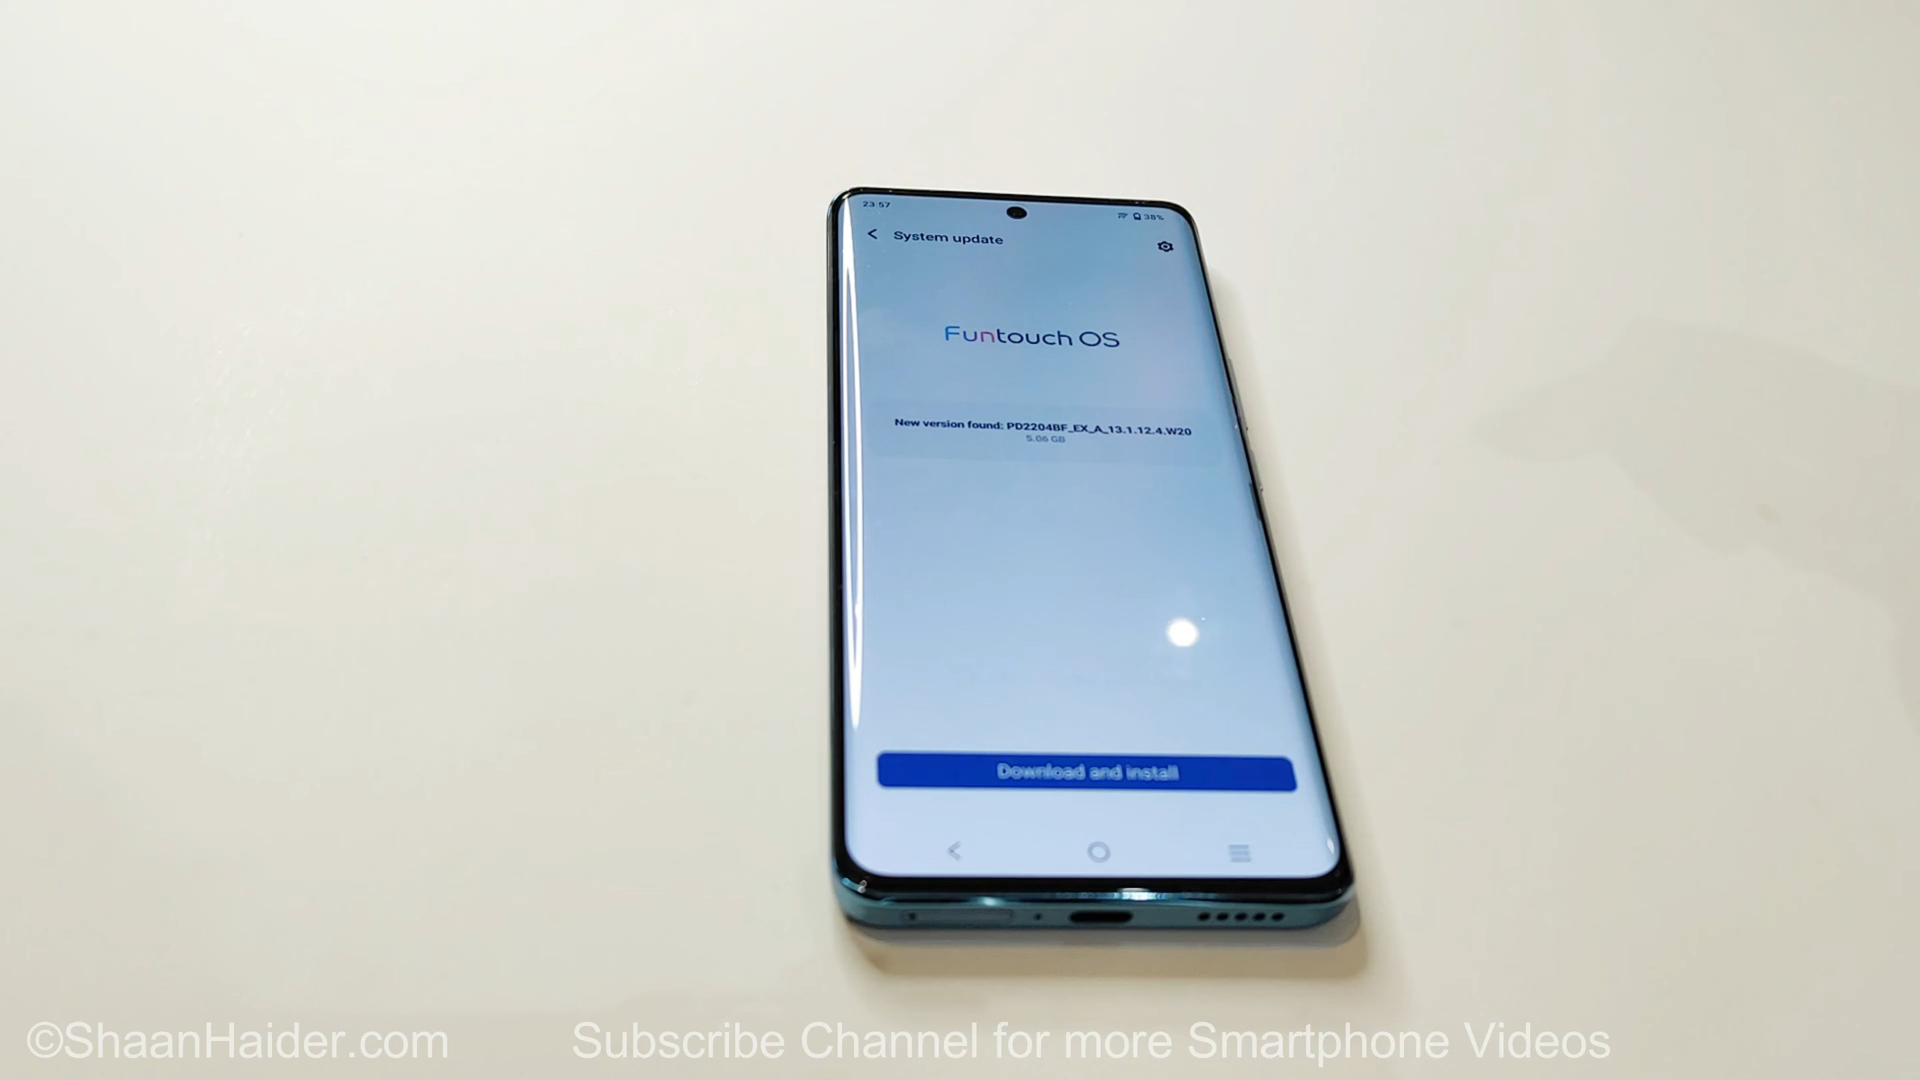 23:57
38%
System update
Funtouch OS
New version found: PD2204BF_EX_A_13.1.12.4.W20
5.06 GB
Download and install
©ShaanHaider.com
Subscribe Channel for more Smartphone Videos